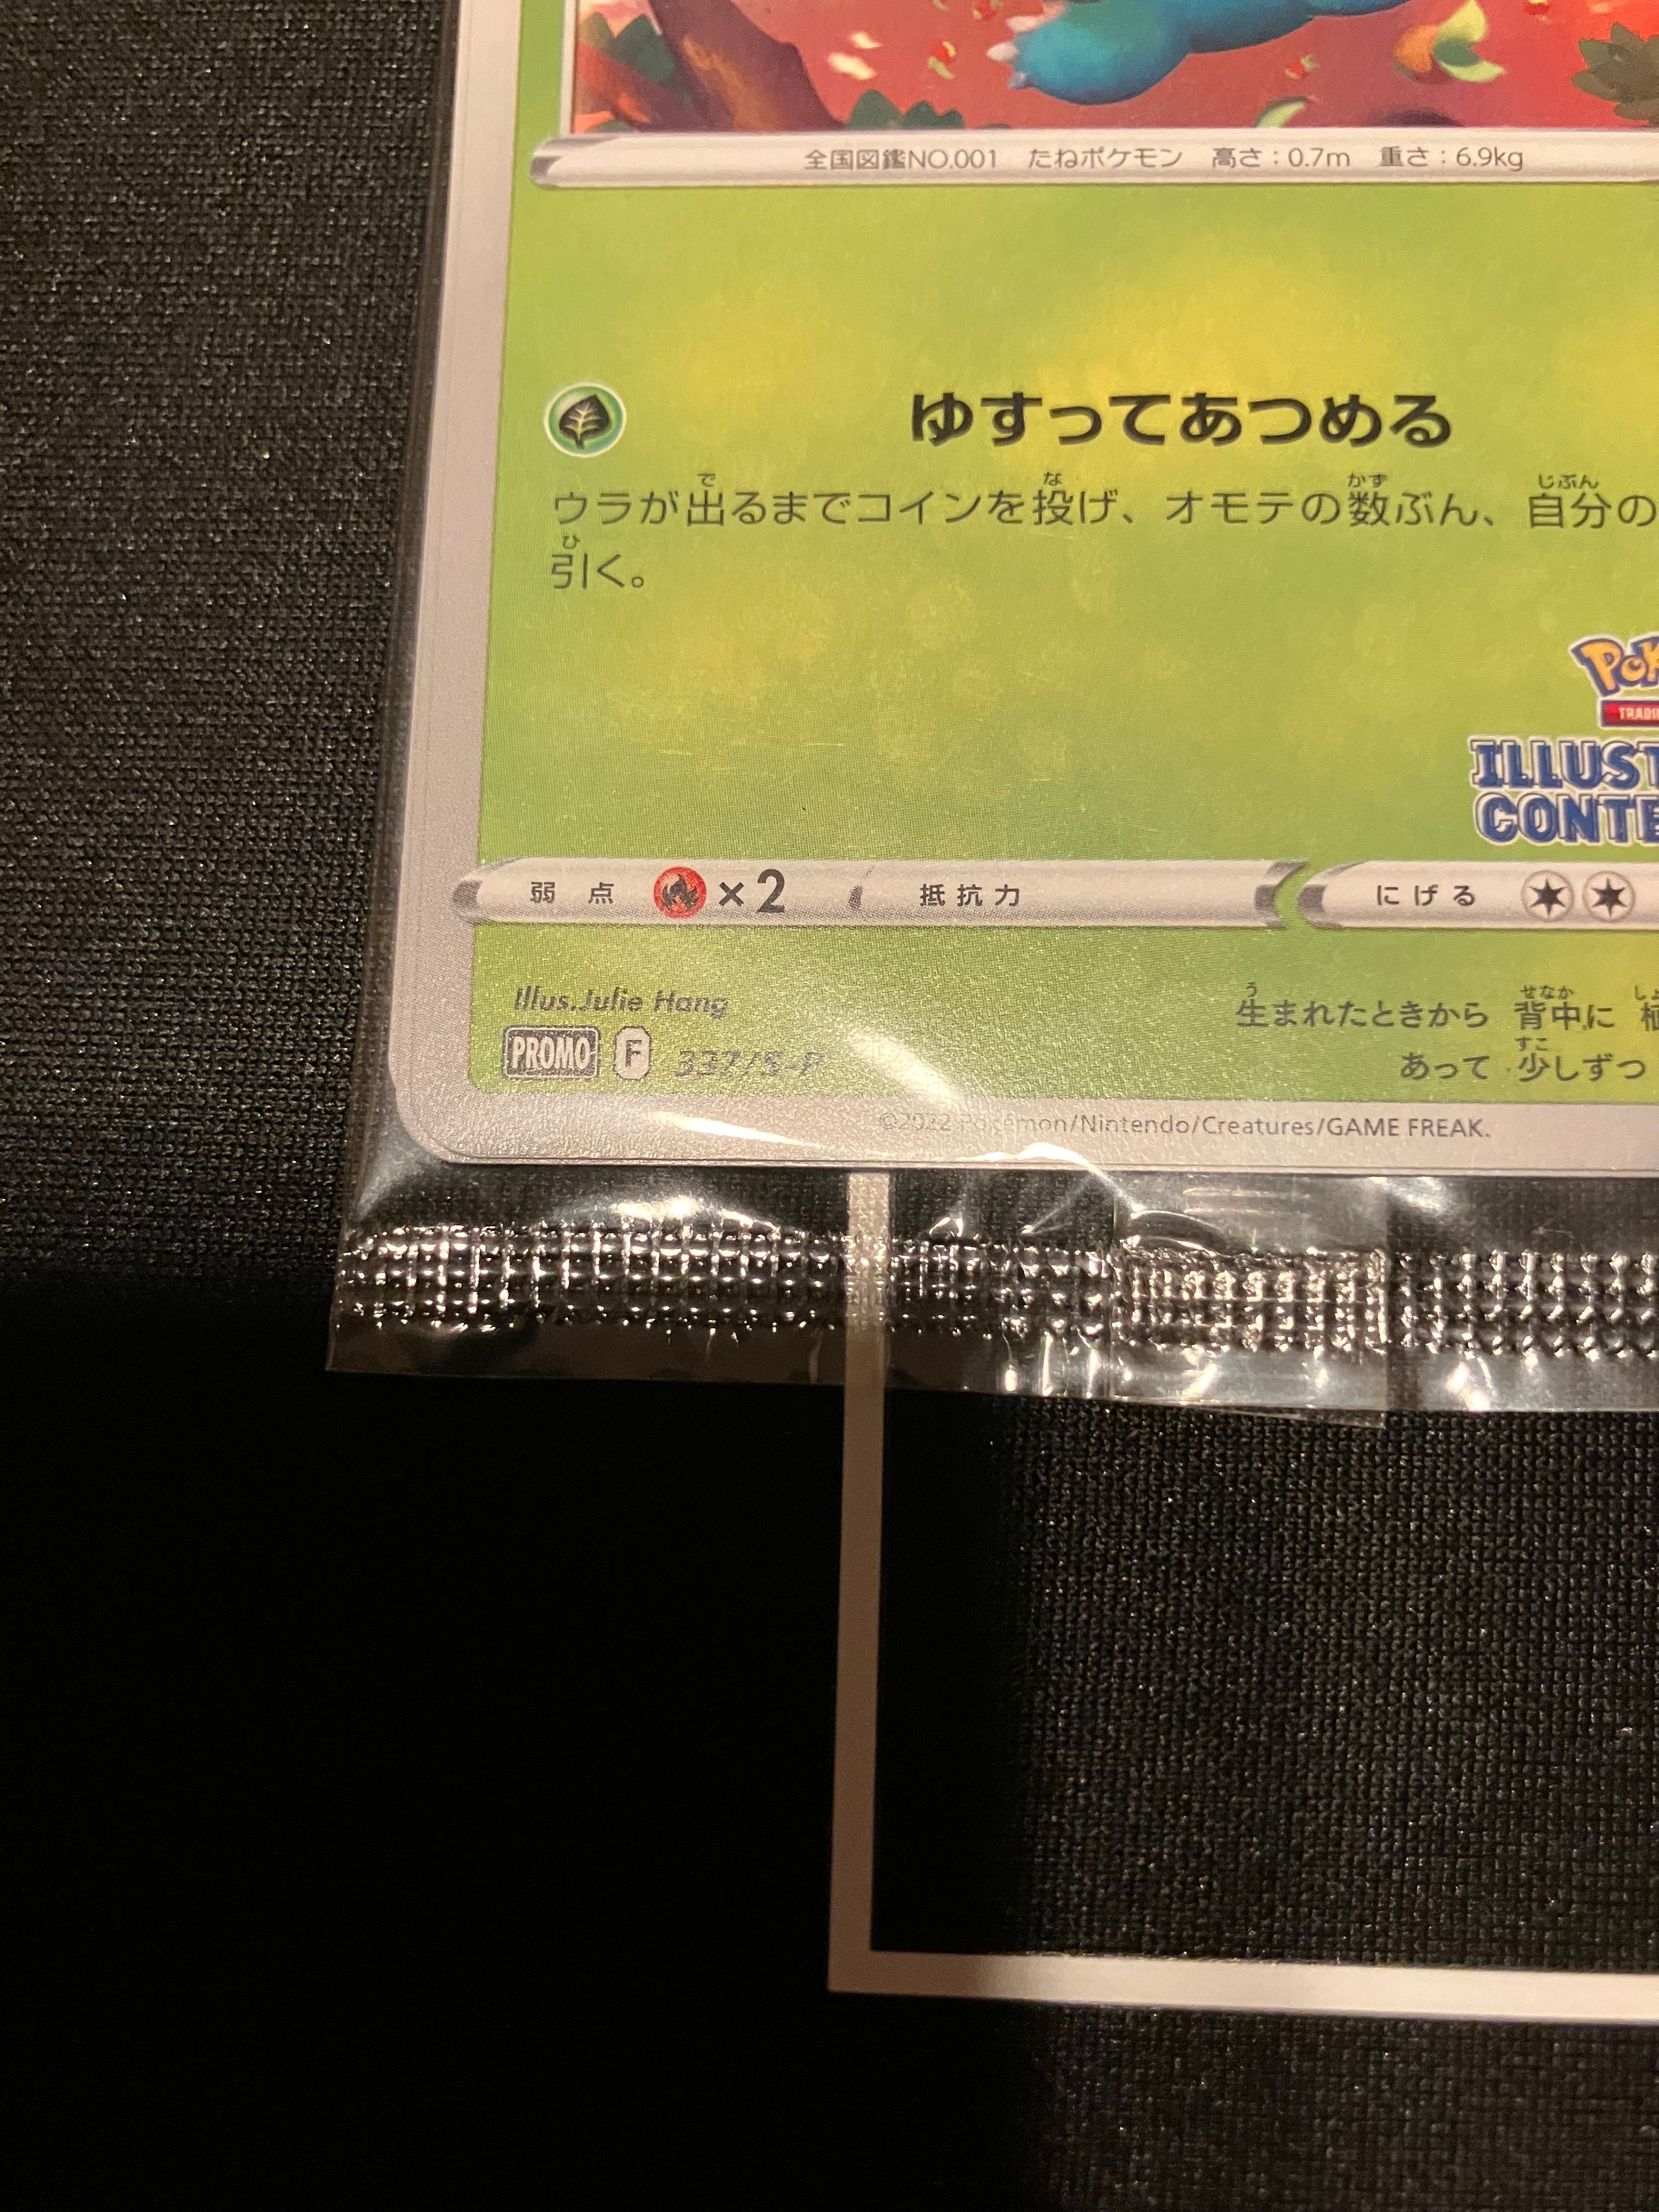 全国図鑑NO.001 たねポケモン 高さ：0.7m 重さ：6.9kg
ゆすってあつめる
ウラが出るまでコインを投げ、オモテの数ぶん、自分の
引く。
ILLUST
CONTE
弱点 ×2 抵抗力 にげる
Illus.Julie Hang
生まれたときから 背中に
PROMO F 337/S-P
あって 少しずつ
©2022 Pokémon/Nintendo/Creatures/GAME FREAK.